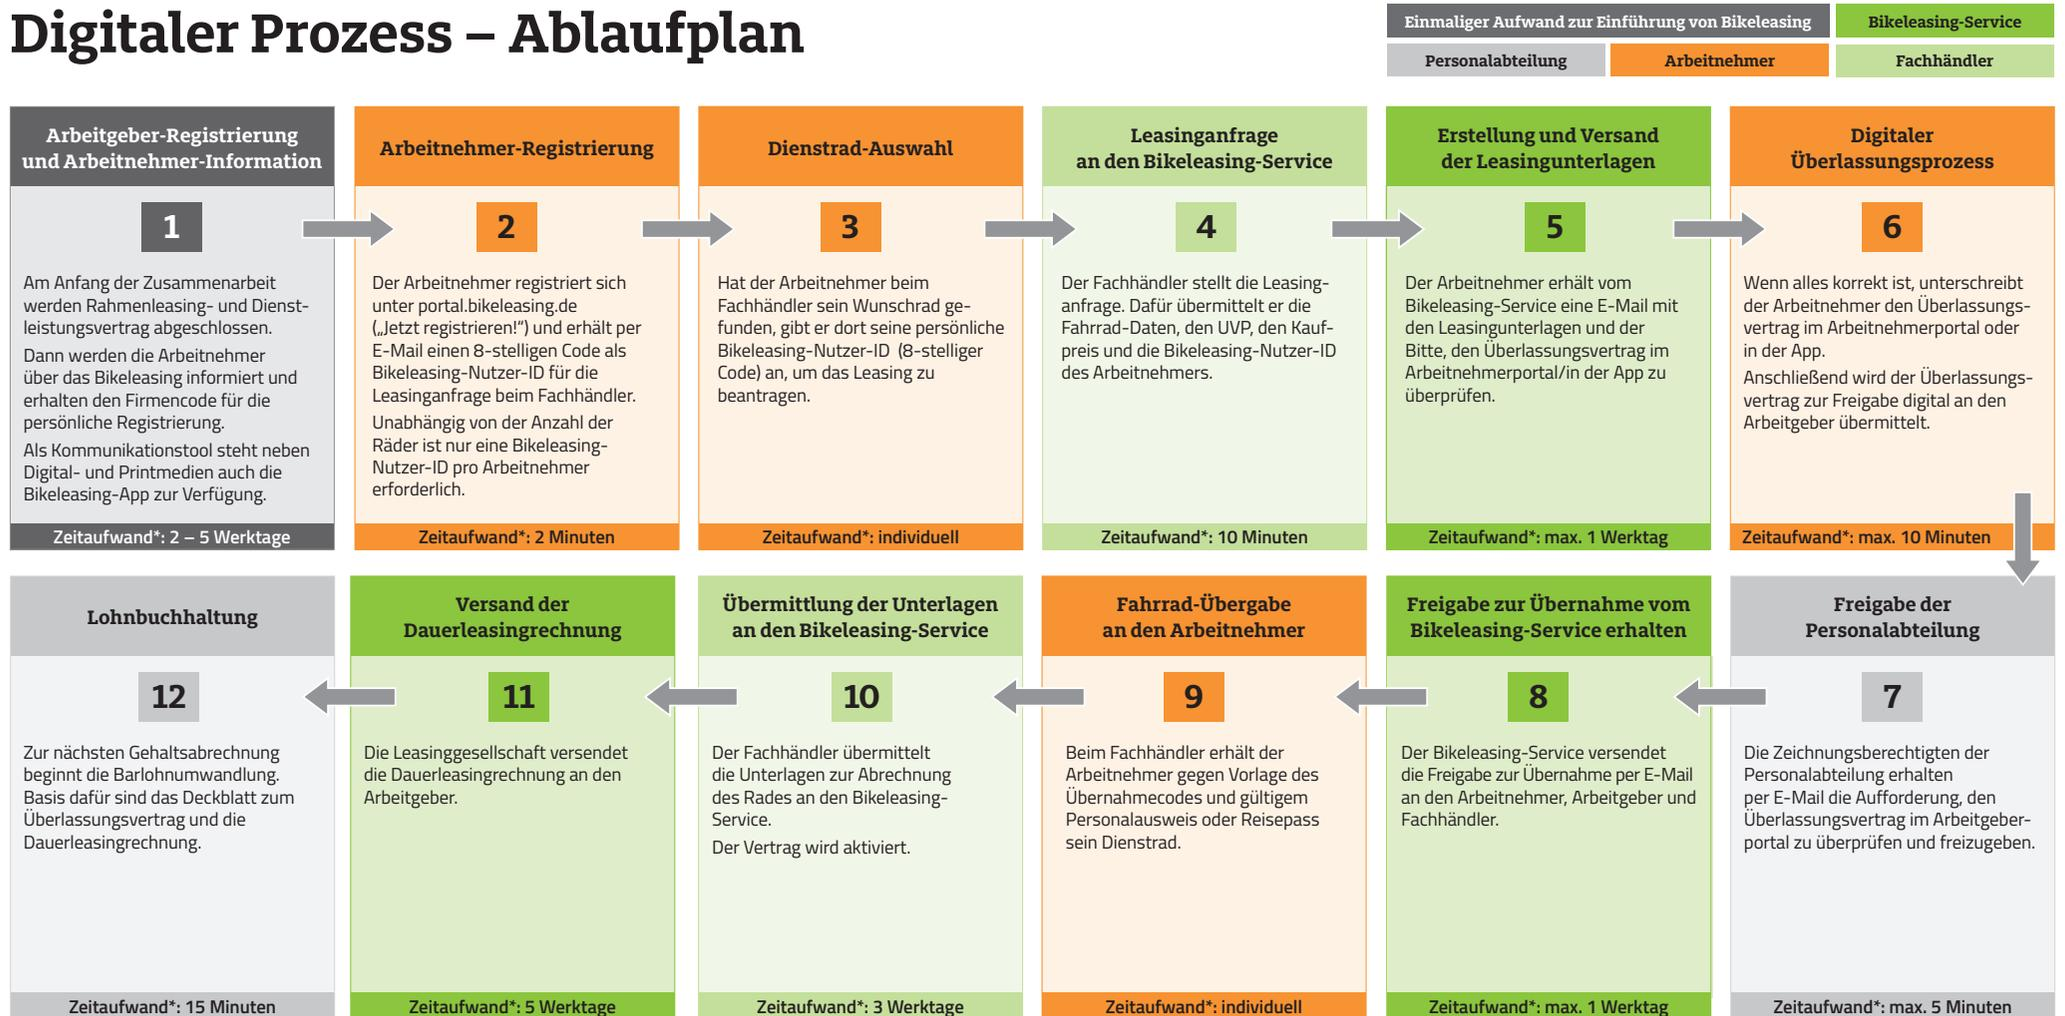 Digitaler Prozess – Ablaufplan
Einmaliger Aufwand zur Einführung von Bikeleasing
Bikeleasing-Service
Personalabteilung
Arbeitnehmer
Fachhändler
Arbeitgeber-Registrierung
und Arbeitnehmer-Information
1
Am Anfang der Zusammenarbeit
werden Rahmenleasing- und Dienst-
leistungsvertrag abgeschlossen.
Dann werden die Arbeitnehmer
über das Bikeleasing informiert und
erhalten den Firmencode für die
persönliche Registrierung.
Als Kommunikationstool steht neben
Digital- und Printmedien auch die
Bikeleasing-App zur Verfügung.
Zeitaufwand*: 2 – 5 Werktage
Arbeitnehmer-Registrierung
2
Der Arbeitnehmer registriert sich
unter portal.bikeleasing.de
(„Jetzt registrieren!“) und erhält per
E-Mail einen 8-stelligen Code als
Bikeleasing-Nutzer-ID für die
Leasinganfrage beim Fachhändler.
Unabhängig von der Anzahl der
Räder ist nur eine Bikeleasing-
Nutzer-ID pro Arbeitnehmer
erforderlich.
Zeitaufwand*: 2 Minuten
Dienstrad-Auswahl
3
Hat der Arbeitnehmer beim
Fachhändler sein Wunschrad ge-
funden, gibt er dort seine persönliche
Bikeleasing-Nutzer-ID (8-stelliger
Code) an, um das Leasing zu
beantragen.
Zeitaufwand*: individuell
Leasinganfrage
an den Bikeleasing-Service
4
Der Fachhändler stellt die Leasing-
anfrage. Dafür übermittelt er die
Fahrrad-Daten, den UVP, den Kauf-
preis und die Bikeleasing-Nutzer-ID
des Arbeitnehmers.
Zeitaufwand*: 10 Minuten
Erstellung und Versand
der Leasingunterlagen
5
Der Arbeitnehmer erhält vom
Bikeleasing-Service eine E-Mail mit
den Leasingunterlagen und der
Bitte, den Überlassungsvertrag im
Arbeitnehmerportal/in der App zu
überprüfen.
Zeitaufwand*: max. 1 Werktag
Digitaler
Überlassungsprozess
6
Wenn alles korrekt ist, unterschreibt
der Arbeitnehmer den Überlassungs-
vertrag im Arbeitnehmerportal oder
in der App.
Anschließend wird der Überlassungs-
vertrag zur Freigabe digital an den
Arbeitgeber übermittelt.
Zeitaufwand*: max. 10 Minuten
Freigabe der
Personalabteilung
7
Die Zeichnungsberechtigten der
Personalabteilung erhalten
per E-Mail die Aufforderung, den
Überlassungsvertrag im Arbeitgeber-
portal zu überprüfen und freizugeben.
Zeitaufwand*: max. 5 Minuten
Freigabe zur Übernahme vom
Bikeleasing-Service erhalten
8
Der Bikeleasing-Service versendet
die Freigabe zur Übernahme per E-Mail
an den Arbeitnehmer, Arbeitgeber und
Fachhändler.
Zeitaufwand*: max. 1 Werktag
Fahrrad-Übergabe
an den Arbeitnehmer
9
Beim Fachhändler erhält der
Arbeitnehmer gegen Vorlage des
Übernahmecodes und gültigem
Personalausweis oder Reisepass
sein Dienstrad.
Zeitaufwand*: individuell
Übermittlung der Unterlagen
an den Bikeleasing-Service
10
Der Fachhändler übermittelt
die Unterlagen zur Abrechnung
des Rades an den Bikeleasing-
Service.
Der Vertrag wird aktiviert.
Zeitaufwand*: 3 Werktage
Versand der
Dauerleasingrechnung
11
Die Leasinggesellschaft versendet
die Dauerleasingrechnung an den
Arbeitgeber.
Zeitaufwand*: 5 Werktage
Lohnbuchhaltung
12
Zur nächsten Gehaltsabrechnung
beginnt die Barlohnumwandlung.
Basis dafür sind das Deckblatt zum
Überlassungsvertrag und die
Dauerleasingrechnung.
Zeitaufwand*: 15 Minuten